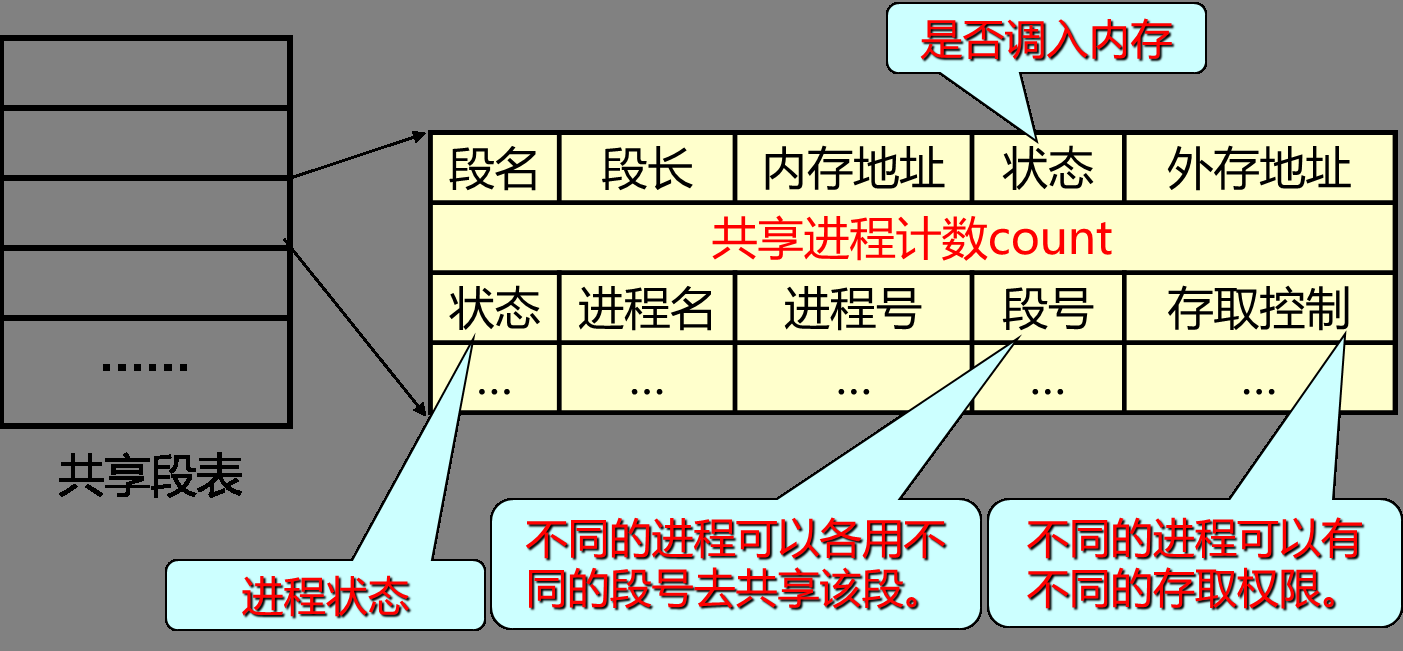 是否调入内存
段名 段长 内存地址 状态 外存地址
共享进程计数count
状态 进程名 进程号 段号 存取控制
... ... ... ... ...
......
共享段表
进程状态
不同的进程可以各用不
同的段号去共享该段。
不同的进程可以有
不同的存取权限。